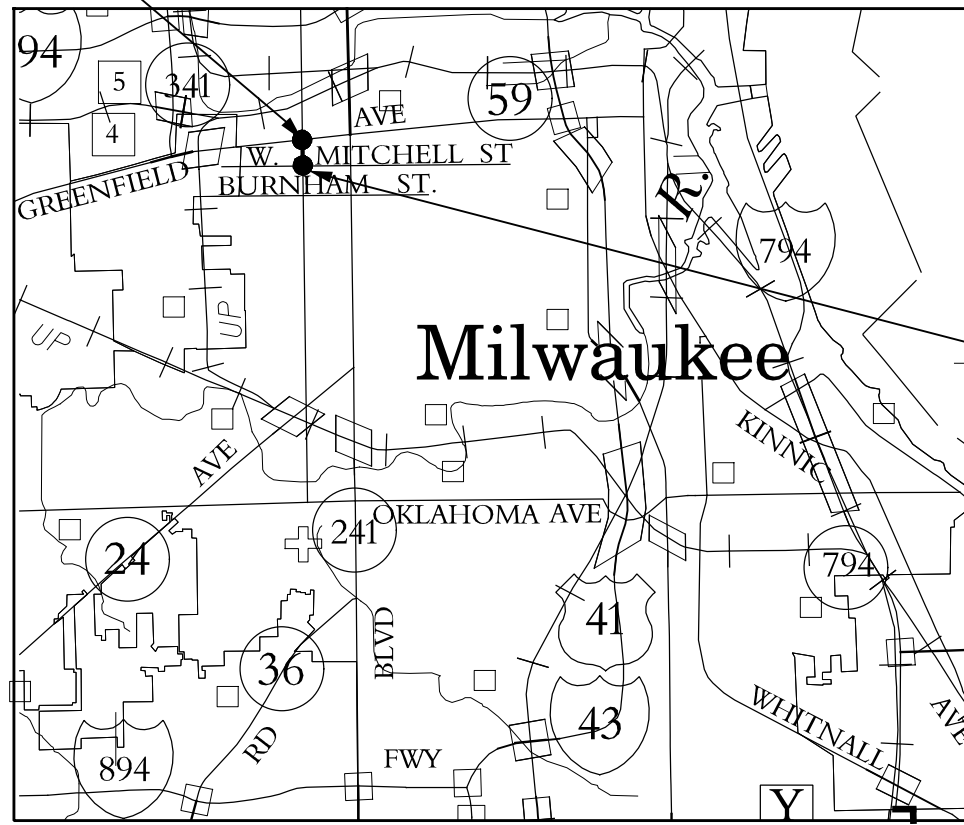 94
5
341
59
AVE
4
W. MITCHELL ST
GREENFIELD
BURNHAM ST.
R.
794
UP
UP
Milwaukee
KINNIC
AVE
OKLAHOMA AVE
241
24
794
41
BLVD
36
43
WHITNALL
AVE
RD
FWY
894
Y